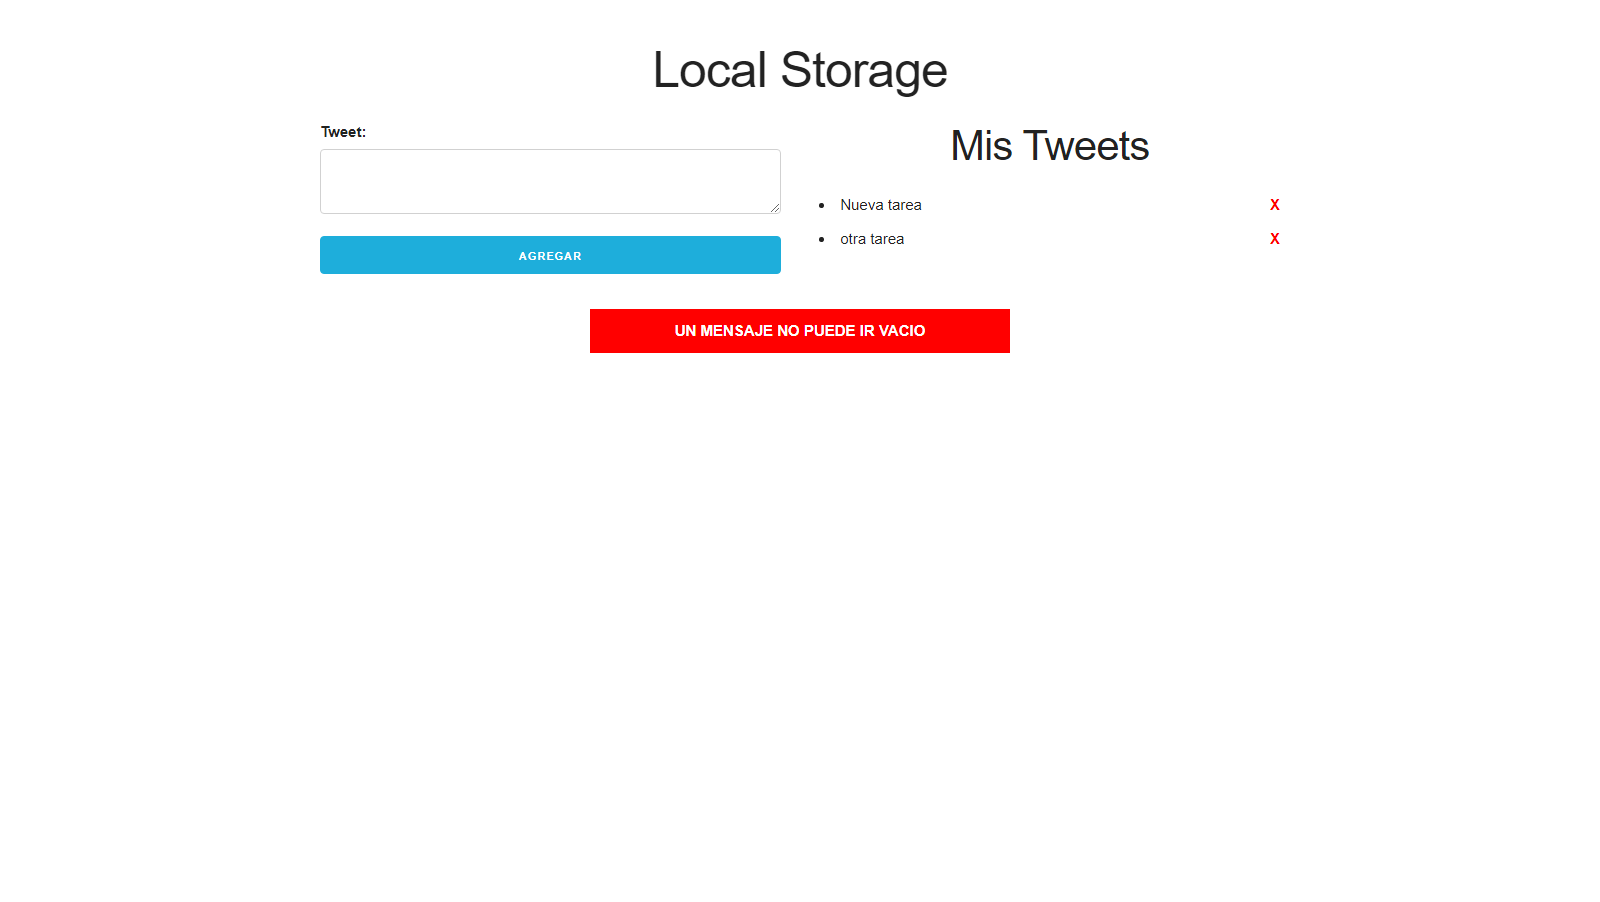 Local Storage
Tweet:
AGREGAR
Mis Tweets
Nueva tarea X
otra tarea X
UN MENSAJE NO PUEDE IR VACIO